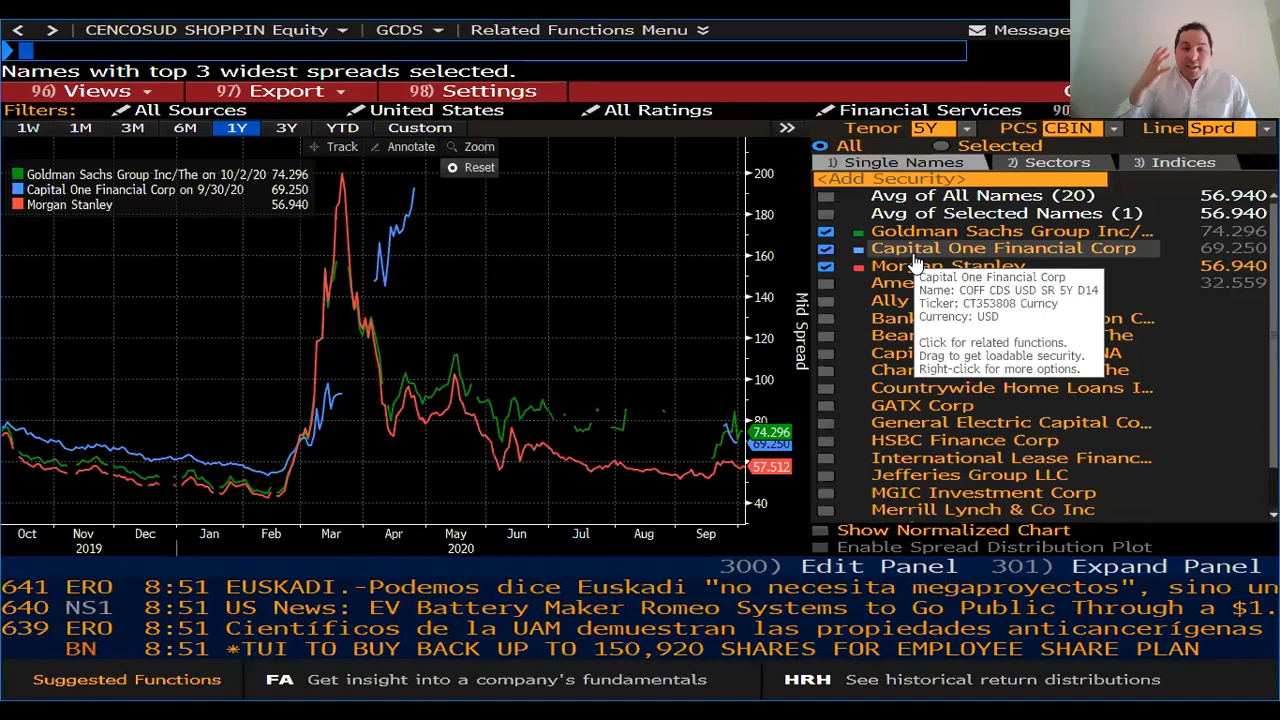 < > CENCOSUD SHOPPIN Equity GCDS Related Functions Menu Message
Names with top 3 widest spreads selected.
96) Views 97) Export 98) Settings
Filters: All Sources United States All Ratings Financial Services
1W 1M 3M 6M 1Y 3Y YTD Custom >> Tenor 5Y PCS CBIN Line Sprd
Track Annotate Zoom
Reset
All Selected
1) Single Names 2) Sectors 3) Indices
<Add Security>
Goldman Sachs Group Inc/The on 10/2/20 74.296
Capital One Financial Corp on 9/30/20 69.250
Morgan Stanley 56.940
Avg of All Names (20) 56.940
Avg of Selected Names (1) 56.940
Goldman Sachs Group Inc/... 74.296
Capital One Financial Corp 69.250
56.940
32.559
Capital One Financial Corp
Name: COFF CDS USD SR 5Y D14
Ticker: CT353808 Curncy
Currency: USD
Click for related functions.
Drag to get loadable security.
Right-click for more options.
Ally
Countrywide Home Loans I...
GATX Corp
General Electric Capital Co...
HSBC Finance Corp
International Lease Financ...
Jefferies Group LLC
MGIC Investment Corp
Merrill Lynch & Co Inc
Show Normalized Chart
Enable Spread Distribution Plot
200
180
160
140
120
100
80
74.296
69.250
57.512
40
Mid Spread
Oct Nov Dec Jan Feb Mar Apr May Jun Jul Aug Sep
2019 2020
300) Edit Panel 301) Expand Panel
641 ERO 8:51 EUSKADI.-Podemos dice Euskadi "no necesita megaproyectos", sino un
640 NS1 8:51 US News: EV Battery Maker Romeo Systems to Go Public Through a $1.
639 ERO 8:51 Científicos de la UAM demuestran las propiedades anticancerígenas
BN 8:51 *TUI TO BUY BACK UP TO 150,920 SHARES FOR EMPLOYEE SHARE PLAN
Suggested Functions FA Get insight into a company's fundamentals HRH See historical return distributions